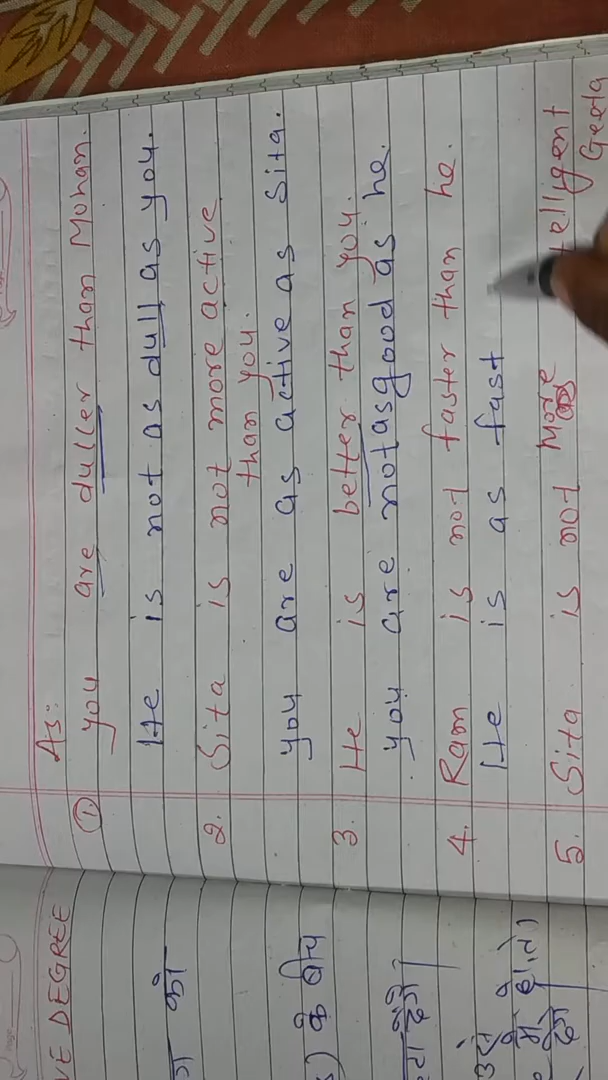 As:
① you are duller than Mohan.
He is not as dull as you.
2. Sita is not more active
than you.
you are as active as Sita.
3. He is better than you.
you are not as good as he.
4. Ram is not faster than he.
He is as fast
5. Sita is not More
Geeta
VE DEGREE
को
) के बीच